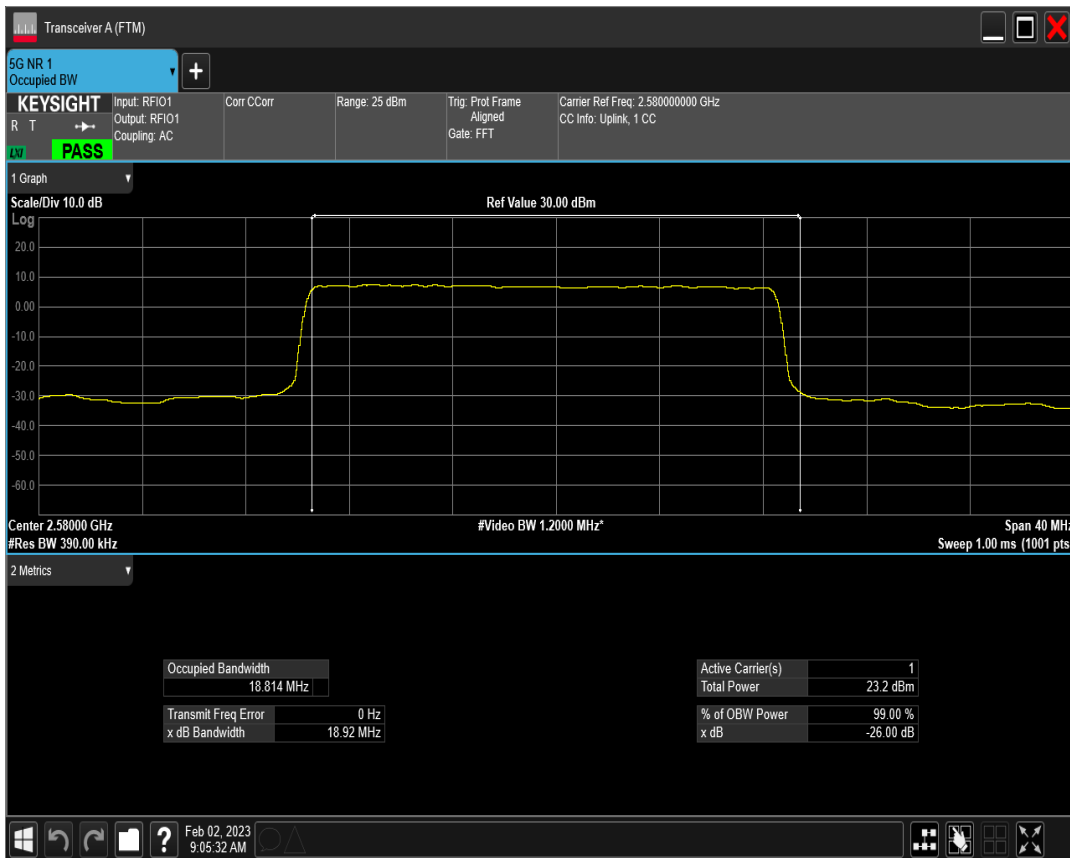 Transceiver A (FTM)
5G NR 1
Occupied BW
+
KEYSIGHT
R T
LXI
PASS
Input: RFIO1
Output: RFIO1
Coupling: AC
Corr CCorr
Range: 25 dBm
Trig: Prot Frame
Aligned
Gate: FFT
Carrier Ref Freq: 2.580000000 GHz
CC Info: Uplink, 1 CC
1 Graph
Scale/Div 10.0 dB
Ref Value 30.00 dBm
Log
20.0
10.0
0.00
-10.0
-20.0
-30.0
-40.0
-50.0
-60.0
Center 2.58000 GHz
#Video BW 1.2000 MHz*
Span 40 MHz
#Res BW 390.00 kHz
Sweep 1.00 ms (1001 pts
2 Metrics
Occupied Bandwidth
18.814 MHz
Transmit Freq Error 0 Hz
x dB Bandwidth 18.92 MHz
Active Carrier(s) 1
Total Power 23.2 dBm
% of OBW Power 99.00 %
x dB -26.00 dB
?
Feb 02, 2023
9:05:32 AM